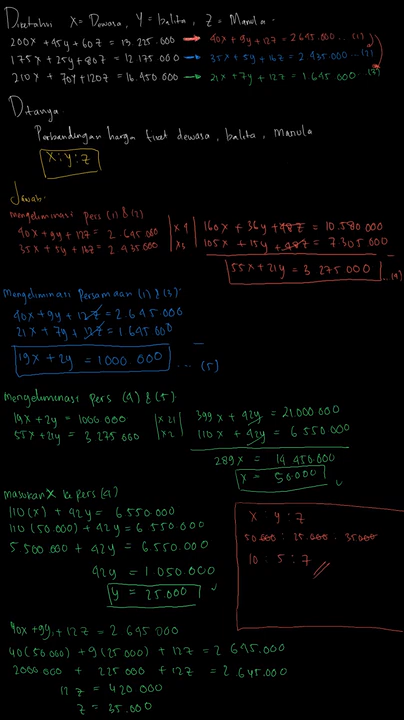 Diketahui X = Dewasa, Y = balita, Z = Manula.
200x + 45y + 60z = 13.225.000 → 40x + 9y + 12z = 2.645.000 ... (1)
175x + 25y + 80z = 12.175.000 → 35x + 5y + 16z = 2.435.000 ... (2)
210x + 70y + 120z = 16.450.000 → 21x + 7y + 12z = 1.645.000 ... (3)
Ditanya.
Perbandingan harga tiket dewasa, balita, Manula
X : Y : Z
Jawab:
mengeliminasi pers (1) & (2)
40x + 9y + 12z = 2.645.000 | x 4 | 160x + 36y + 48z = 10.580.000
35x + 5y + 16z = 2.435.000 | x 3 | 105x + 15y + 48z = 7.305.000 -
55x + 21y = 3.275.000 ... (4)
Mengeliminasi Persamaan (1) & (3).
40x + 9y + 12z = 2.645.000
21x + 7y + 12z = 1.645.000 -
19x + 2y = 1000.000 ... (5)
Mengeliminasi Pers (4) & (5).
19x + 2y = 1000.000 | x 21 | 399x + 42y = 21.000.000
55x + 21y = 3.275.000 | x 2 | 110x + 42y = 6.550.000 -
289x = 14.450.000
x = 50.000
masukan X ke pers (4)
110(x) + 42y = 6.550.000
110(50.000) + 42y = 6.550.000
5.500.000 + 42y = 6.550.000
42y = 1.050.000
y = 25.000
X : Y : Z
50.000 : 25.000 : 35000
10 : 5 : 7
40x + 9y + 12z = 2.645.000
40(50.000) + 9(25.000) + 12z = 2.645.000
2000.000 + 225.000 + 12z = 2.645.000
12z = 420.000
z = 35.000